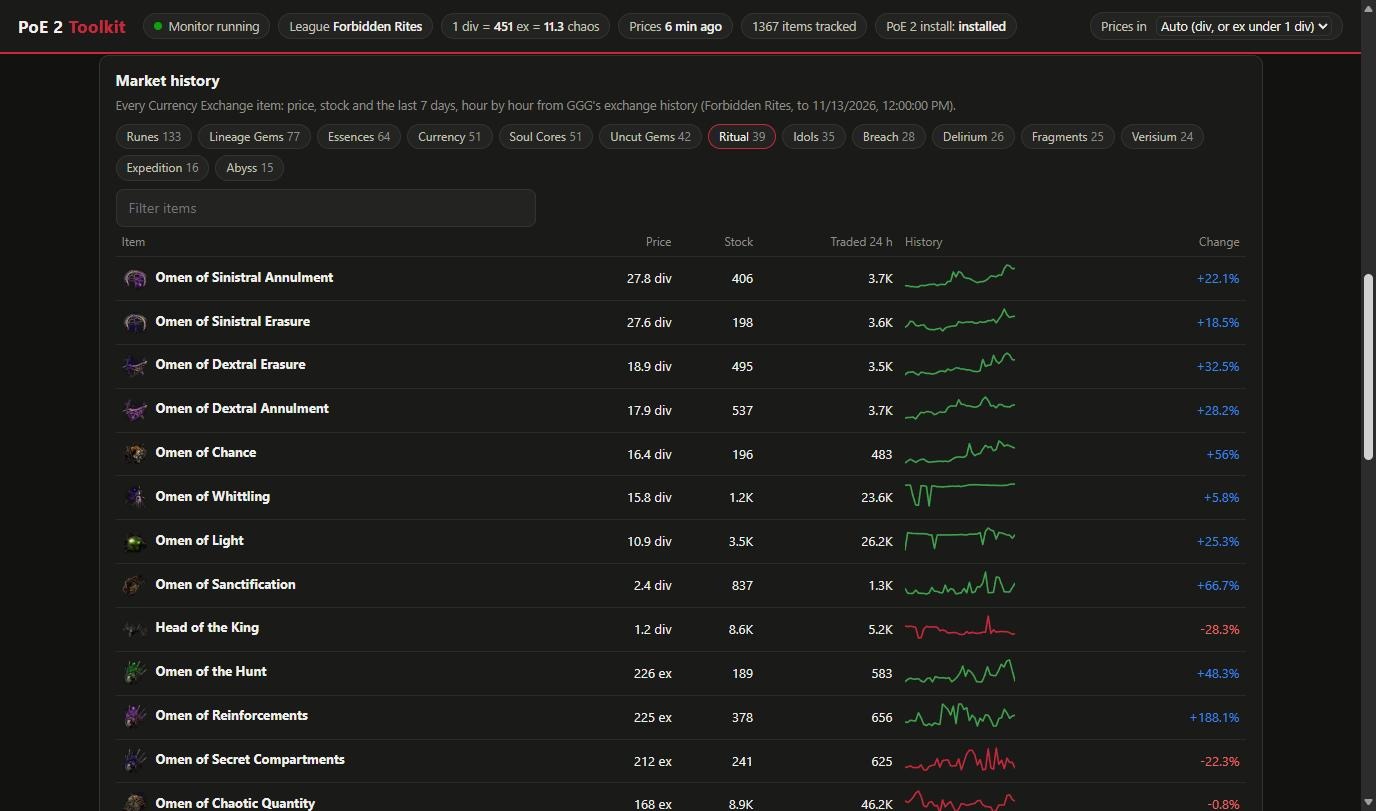 PoE 2 Toolkit Monitor running League Forbidden Rites 1 div = 451 ex = 11.3 chaos Prices 6 min ago 1367 items tracked PoE 2 install: installed Prices in Auto (div, or ex under 1 div)
Market history
Every Currency Exchange item: price, stock and the last 7 days, hour by hour from GGG's exchange history (Forbidden Rites, to 11/13/2026, 12:00:00 PM).
Runes 133 Lineage Gems 77 Essences 64 Currency 51 Soul Cores 51 Uncut Gems 42 Ritual 39 Idols 35 Breach 28 Delirium 26 Fragments 25 Verisium 24
Expedition 16 Abyss 15
Filter items
Item Price Stock Traded 24 h History Change
Omen of Sinistral Annulment 27.8 div 406 3.7K +22.1%
Omen of Sinistral Erasure 27.6 div 198 3.6K +18.5%
Omen of Dextral Erasure 18.9 div 495 3.5K +32.5%
Omen of Dextral Annulment 17.9 div 537 3.7K +28.2%
Omen of Chance 16.4 div 196 483 +56%
Omen of Whittling 15.8 div 1.2K 23.6K +5.8%
Omen of Light 10.9 div 3.5K 26.2K +25.3%
Omen of Sanctification 2.4 div 837 1.3K +66.7%
Head of the King 1.2 div 8.6K 5.2K -28.3%
Omen of the Hunt 226 ex 189 583 +48.3%
Omen of Reinforcements 225 ex 378 656 +188.1%
Omen of Secret Compartments 212 ex 241 625 -22.3%
Omen of Chaotic Quantity 168 ex 8.9K 46.2K -0.8%